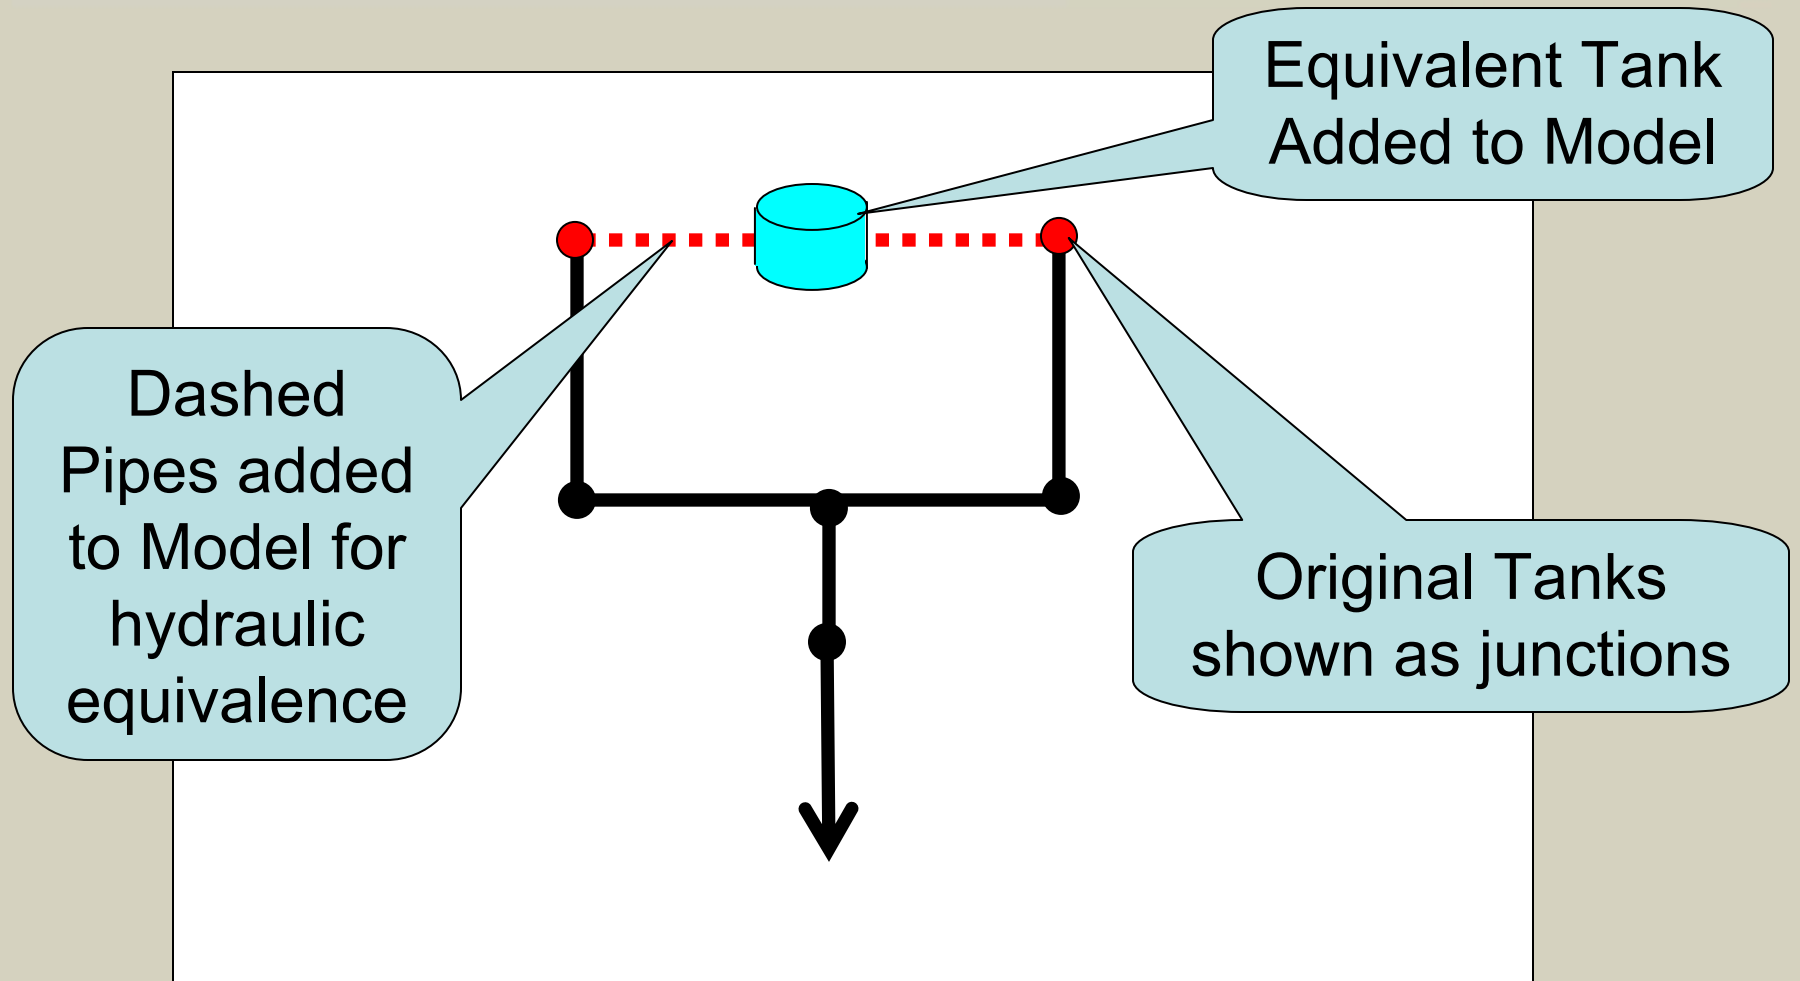 Equivalent Tank
Added to Model
Dashed
Pipes added
to Model for
hydraulic
equivalence
Original Tanks
shown as junctions